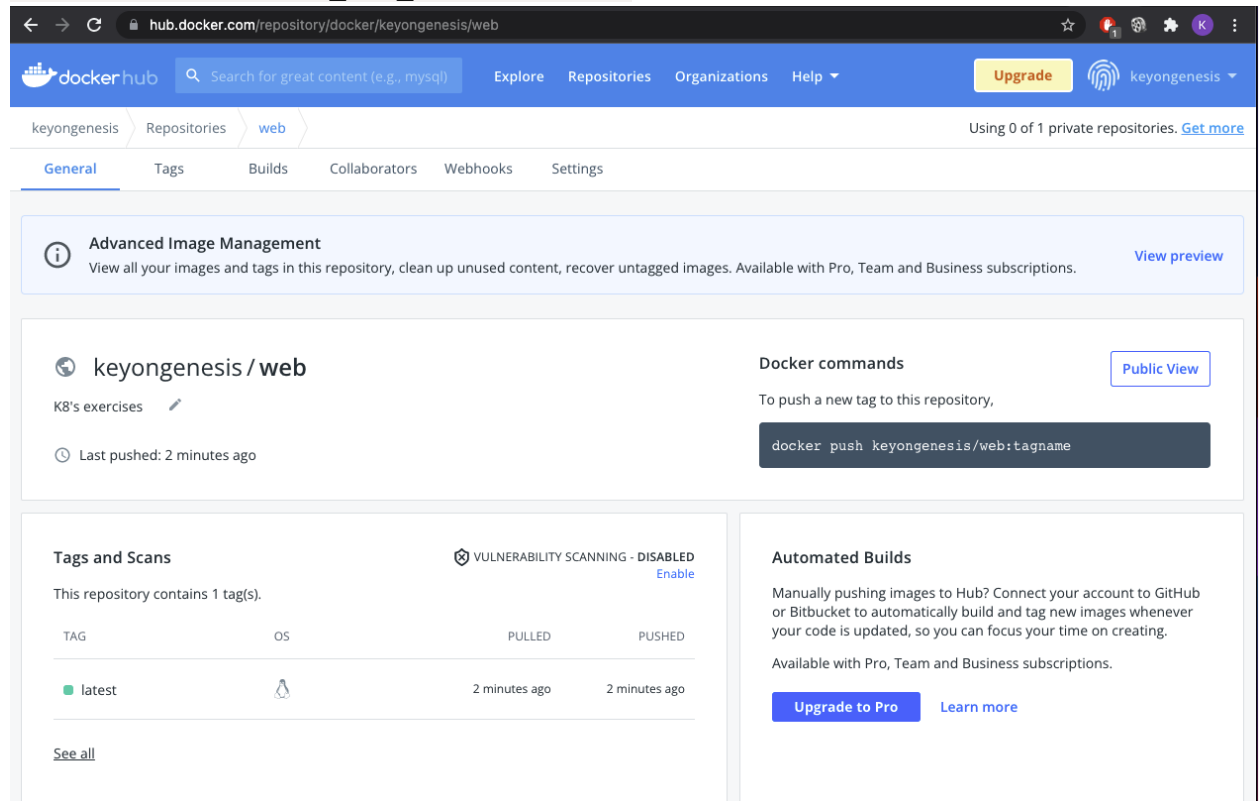 hub.docker.com/repository/docker/keyongenesis/web
1
K
dockerhub
Search for great content (e.g., mysql)
Explore
Repositories
Organizations
Help
Upgrade
keyongenesis
keyongenesis
Repositories
web
Using 0 of 1 private repositories. Get more
General
Tags
Builds
Collaborators
Webhooks
Settings
Advanced Image Management
View all your images and tags in this repository, clean up unused content, recover untagged images. Available with Pro, Team and Business subscriptions.
View preview
keyongenesis / web
K8's exercises
Last pushed: 2 minutes ago
Docker commands
Public View
To push a new tag to this repository,
docker push keyongenesis/web:tagname
Tags and Scans
VULNERABILITY SCANNING - DISABLED
Enable
This repository contains 1 tag(s).
TAG
OS
PULLED
PUSHED
latest
2 minutes ago
2 minutes ago
See all
Automated Builds
Manually pushing images to Hub? Connect your account to GitHub
or Bitbucket to automatically build and tag new images whenever
your code is updated, so you can focus your time on creating.
Available with Pro, Team and Business subscriptions.
Upgrade to Pro
Learn more